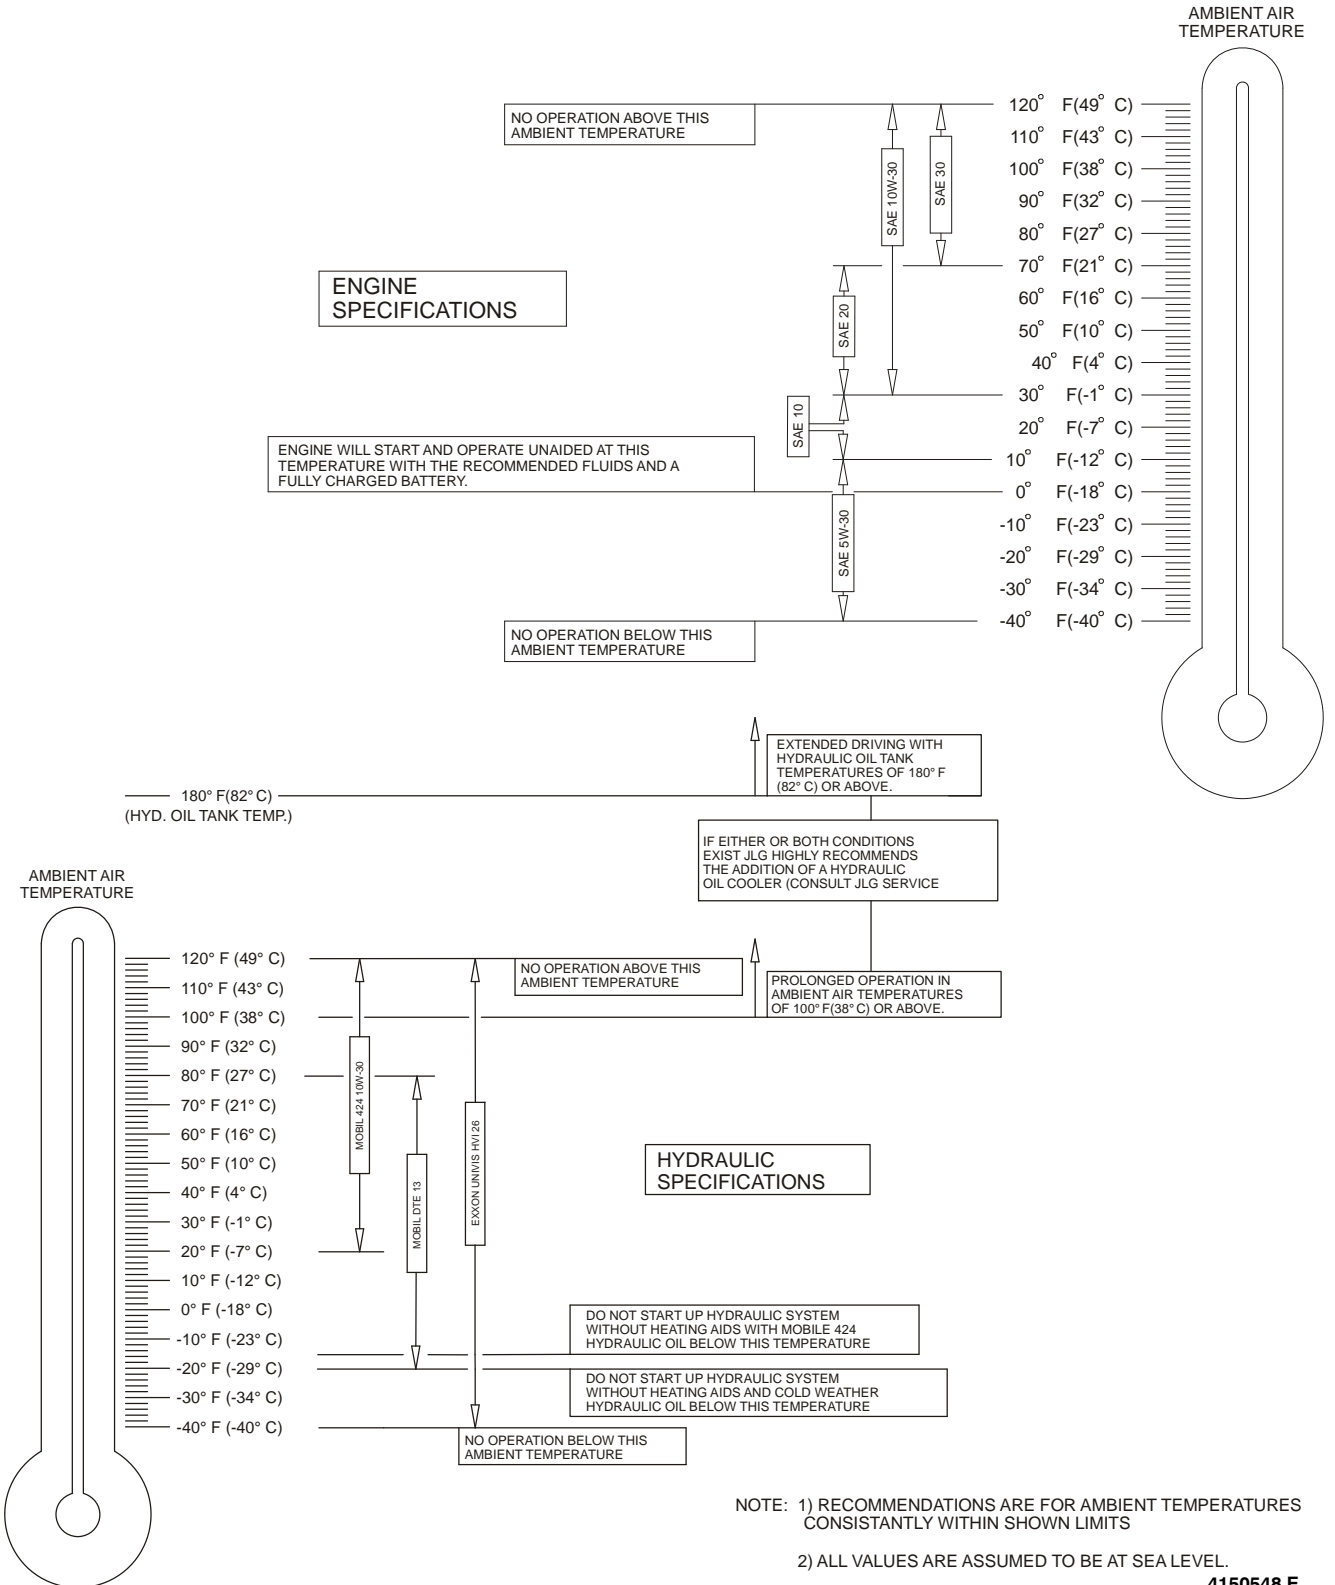 AMBIENT AIR
TEMPERATURE
NO OPERATION ABOVE THIS
AMBIENT TEMPERATURE
120° F(49° C)
110° F(43° C)
100° F(38° C)
90° F(32° C)
80° F(27° C)
70° F(21° C)
60° F(16° C)
50° F(10° C)
40° F(4° C)
30° F(-1° C)
20° F(-7° C)
10° F(-12° C)
0° F(-18° C)
-10° F(-23° C)
-20° F(-29° C)
-30° F(-34° C)
-40° F(-40° C)
SAE 10W-30
SAE 30
SAE 20
SAE 10
SAE 5W-30
ENGINE
SPECIFICATIONS
ENGINE WILL START AND OPERATE UNAIDED AT THIS
TEMPERATURE WITH THE RECOMMENDED FLUIDS AND A
FULLY CHARGED BATTERY.
NO OPERATION BELOW THIS
AMBIENT TEMPERATURE
EXTENDED DRIVING WITH
HYDRAULIC OIL TANK
TEMPERATURES OF 180° F
(82° C) OR ABOVE.
180° F(82° C)
(HYD. OIL TANK TEMP.)
IF EITHER OR BOTH CONDITIONS
EXIST JLG HIGHLY RECOMMENDS
THE ADDITION OF A HYDRAULIC
OIL COOLER (CONSULT JLG SERVICE
AMBIENT AIR
TEMPERATURE
120° F (49° C)
110° F (43° C)
100° F (38° C)
90° F (32° C)
80° F (27° C)
70° F (21° C)
60° F (16° C)
50° F (10° C)
40° F (4° C)
30° F (-1° C)
20° F (-7° C)
10° F (-12° C)
0° F (-18° C)
-10° F (-23° C)
-20° F (-29° C)
-30° F (-34° C)
-40° F (-40° C)
NO OPERATION ABOVE THIS
AMBIENT TEMPERATURE
PROLONGED OPERATION IN
AMBIENT AIR TEMPERATURES
OF 100° F(38° C) OR ABOVE.
MOBIL 424 10W-30
MOBIL DTE 13
EXXON UNIVIS HVI 26
HYDRAULIC
SPECIFICATIONS
DO NOT START UP HYDRAULIC SYSTEM
WITHOUT HEATING AIDS WITH MOBILE 424
HYDRAULIC OIL BELOW THIS TEMPERATURE
DO NOT START UP HYDRAULIC SYSTEM
WITHOUT HEATING AIDS AND COLD WEATHER
HYDRAULIC OIL BELOW THIS TEMPERATURE
NO OPERATION BELOW THIS
AMBIENT TEMPERATURE
NOTE: 1) RECOMMENDATIONS ARE FOR AMBIENT TEMPERATURES
CONSISTANTLY WITHIN SHOWN LIMITS
2) ALL VALUES ARE ASSUMED TO BE AT SEA LEVEL.
4150548 E